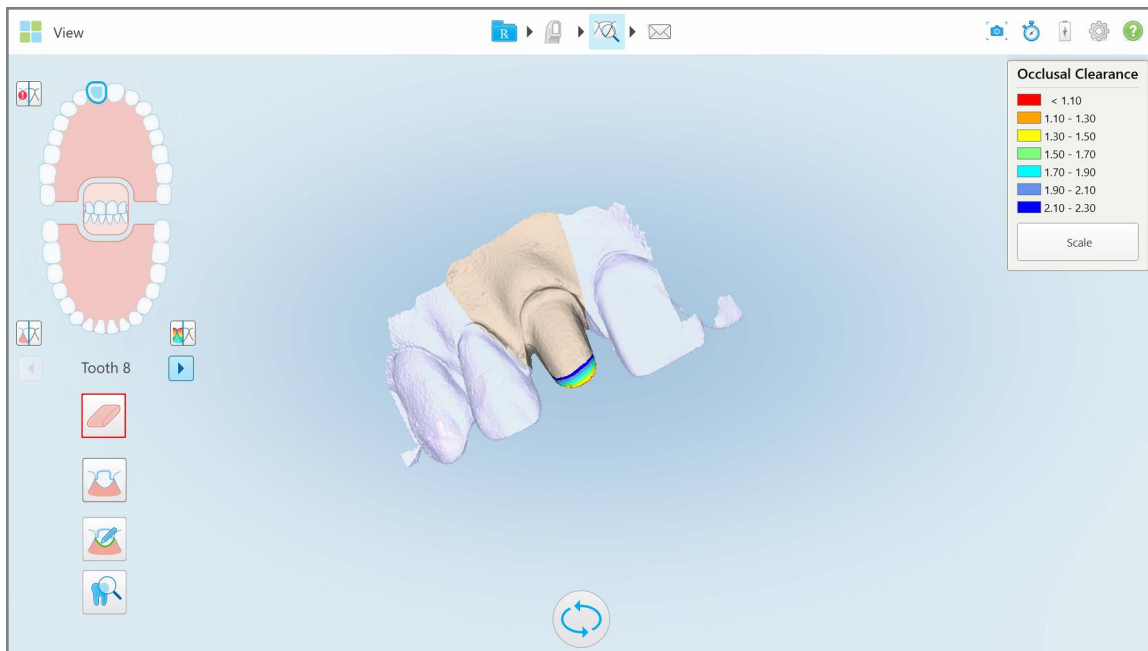 View
R
Occlusal Clearance
< 1.10
1.10 - 1.30
1.30 - 1.50
1.50 - 1.70
1.70 - 1.90
1.90 - 2.10
2.10 - 2.30
Scale
Tooth 8